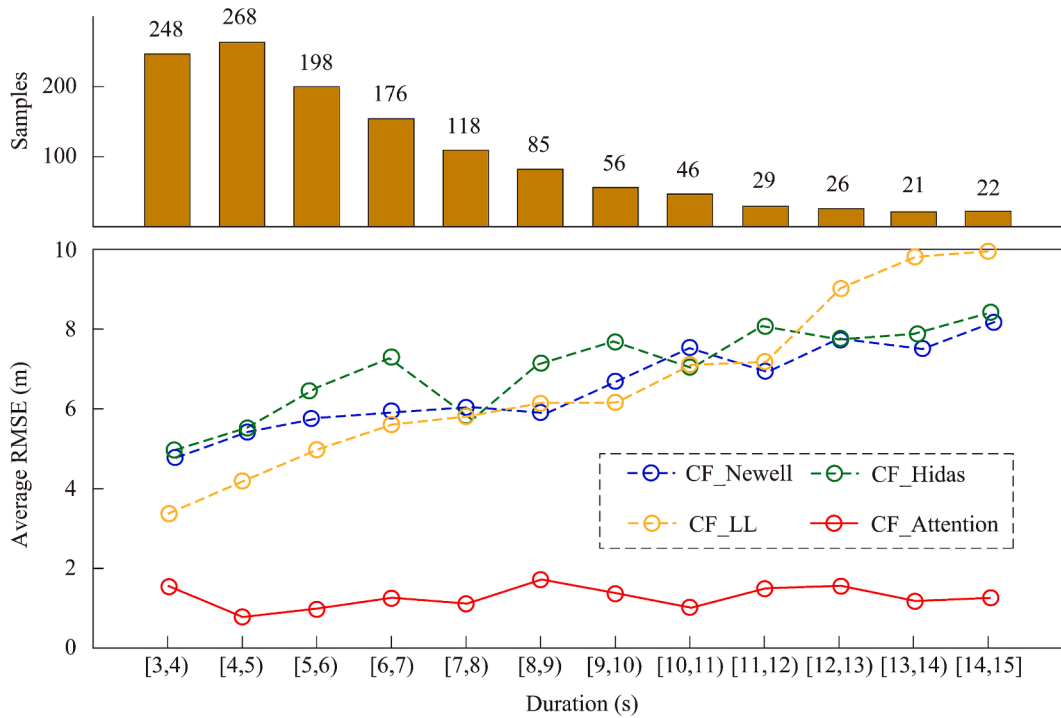 248 268 198 176 118 85 56 46 29 26 21 22
Samples
200
100
10
8
6
4
2
0
Average RMSE (m)
CF_Newell CF_Hidas
CF_LL CF_Attention
[3,4) [4,5) [5,6) [6,7) [7,8) [8,9) [9,10) [10,11) [11,12) [12,13) [13,14) [14,15]
Duration (s)